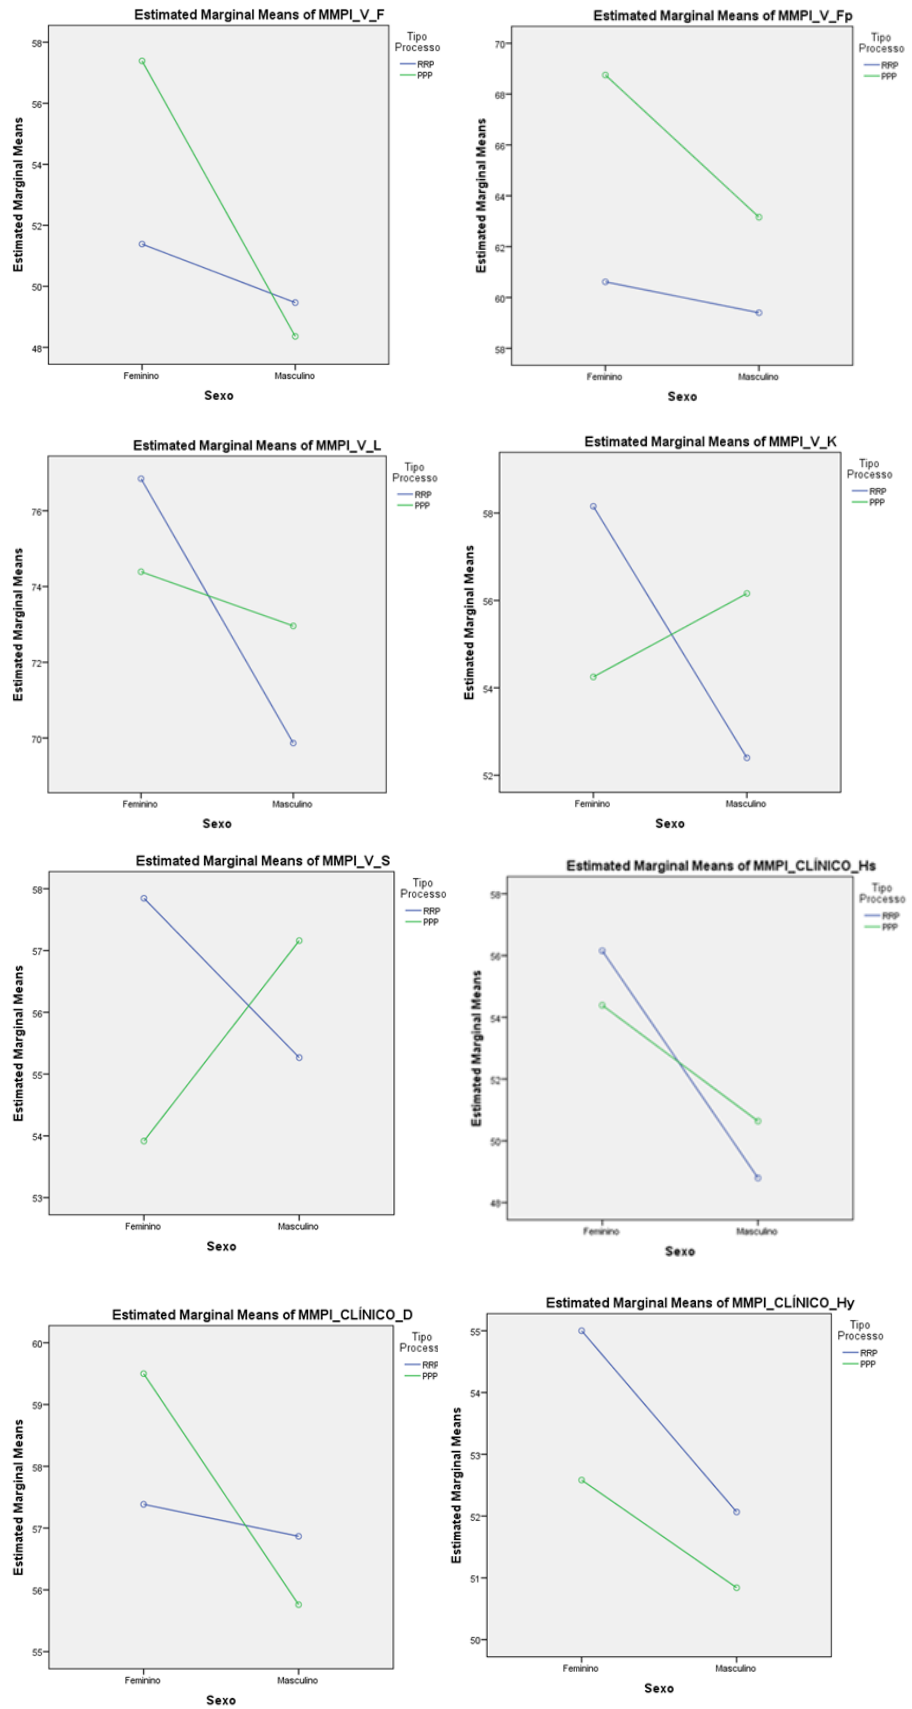 Estimated Marginal Means of MMPI_V_F
Tipo
Processo
RRP
PPP
Estimated Marginal Means
58
56
54
52
50
48
Feminino
Masculino
Sexo
Estimated Marginal Means of MMPI_V_Fp
Tipo
Processo
RRP
PPP
Estimated Marginal Means
70
68
66
64
62
60
58
Feminino
Masculino
Sexo
Estimated Marginal Means of MMPI_V_L
Tipo
Processo
RRP
PPP
Estimated Marginal Means
76
74
72
70
Feminino
Masculino
Sexo
Estimated Marginal Means of MMPI_V_K
Tipo
Processo
RRP
PPP
Estimated Marginal Means
58
56
54
52
Feminino
Masculino
Sexo
Estimated Marginal Means of MMPI_V_S
Tipo
Processo
RRP
PPP
Estimated Marginal Means
58
57
56
55
54
53
Feminino
Masculino
Sexo
Estimated Marginal Means of MMPI_CLÍNICO_Hs
Tipo
Processo
RRP
PPP
Estimated Marginal Means
58
56
54
52
50
48
Feminino
Masculino
Sexo
Estimated Marginal Means of MMPI_CLÍNICO_D
Tipo
Process
RRP
PPP
Estimated Marginal Means
60
59
58
57
56
55
Feminino
Masculino
Sexo
Estimated Marginal Means of MMPI_CLÍNICO_Hy
Tipo
Processo
RRP
PPP
Estimated Marginal Means
55
54
53
52
51
50
Feminino
Masculino
Sexo